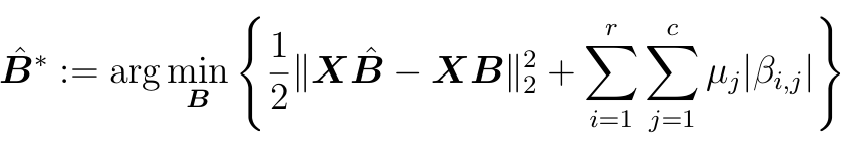 $\hat{\boldsymbol{B}}^* := \arg\min_{\boldsymbol{B}} \left\{ \frac{1}{2} \| \boldsymbol{X}\hat{\boldsymbol{B}} - \boldsymbol{X}\boldsymbol{B} \|_2^2 + \sum_{i=1}^{r} \sum_{j=1}^{c} \mu_j |\beta_{i,j}| \right\}$